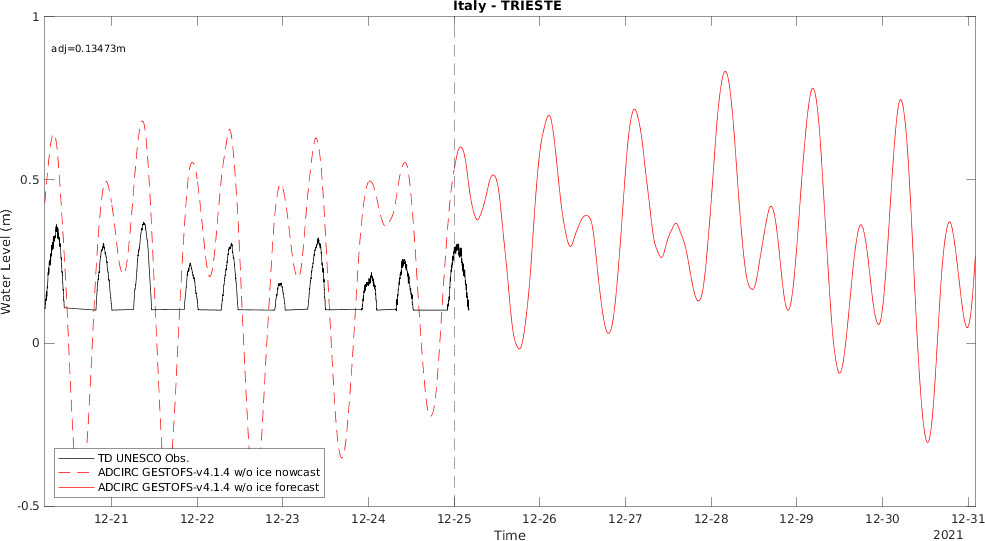 Italy - TRIESTE
adj=0.13473m
1
0.5
0
-0.5
Water Level (m)
TD UNESCO Obs.
ADCIRC GESTOFS-v4.1.4 w/o ice nowcast
ADCIRC GESTOFS-v4.1.4 w/o ice forecast
12-21 12-22 12-23 12-24 12-25 12-26 12-27 12-28 12-29 12-30 12-31
Time
2021